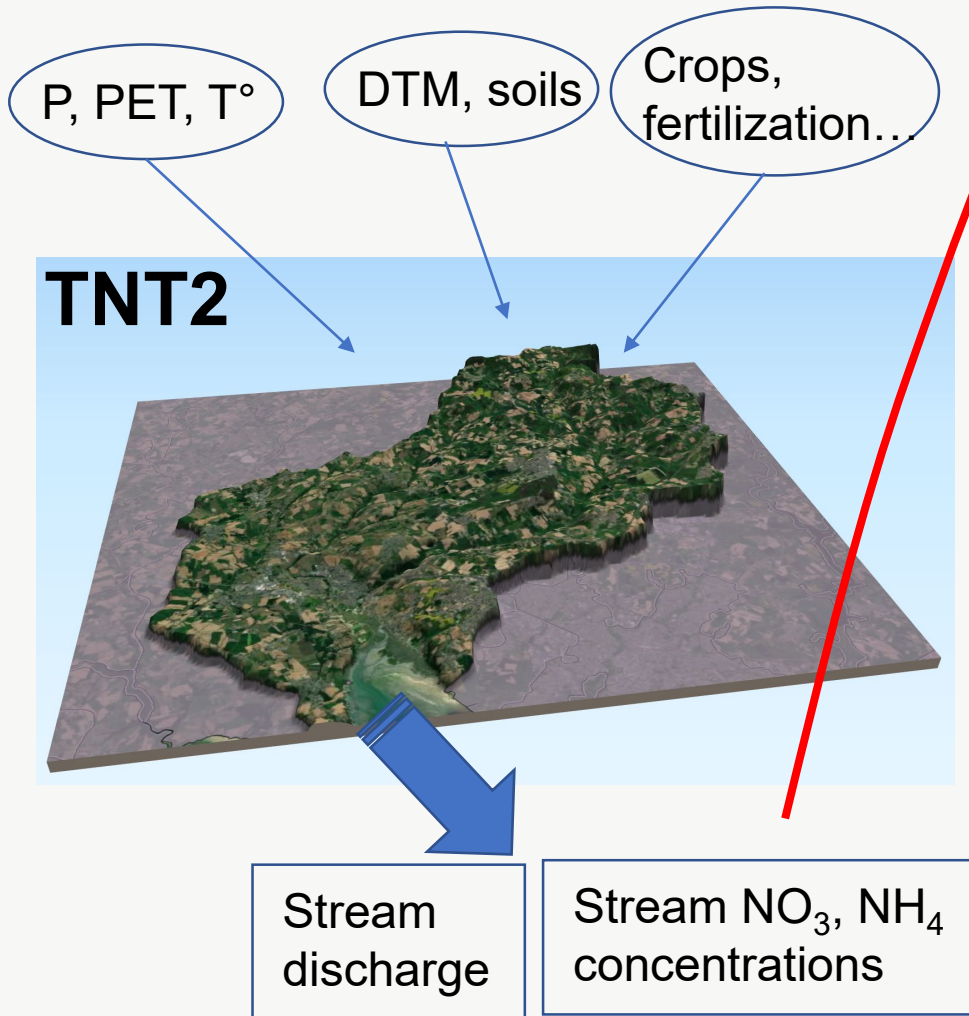 P, PET, T°
DTM, soils
Crops,
fertilization…
TNT2
Stream
discharge
Stream NO₃, NH₄
concentrations